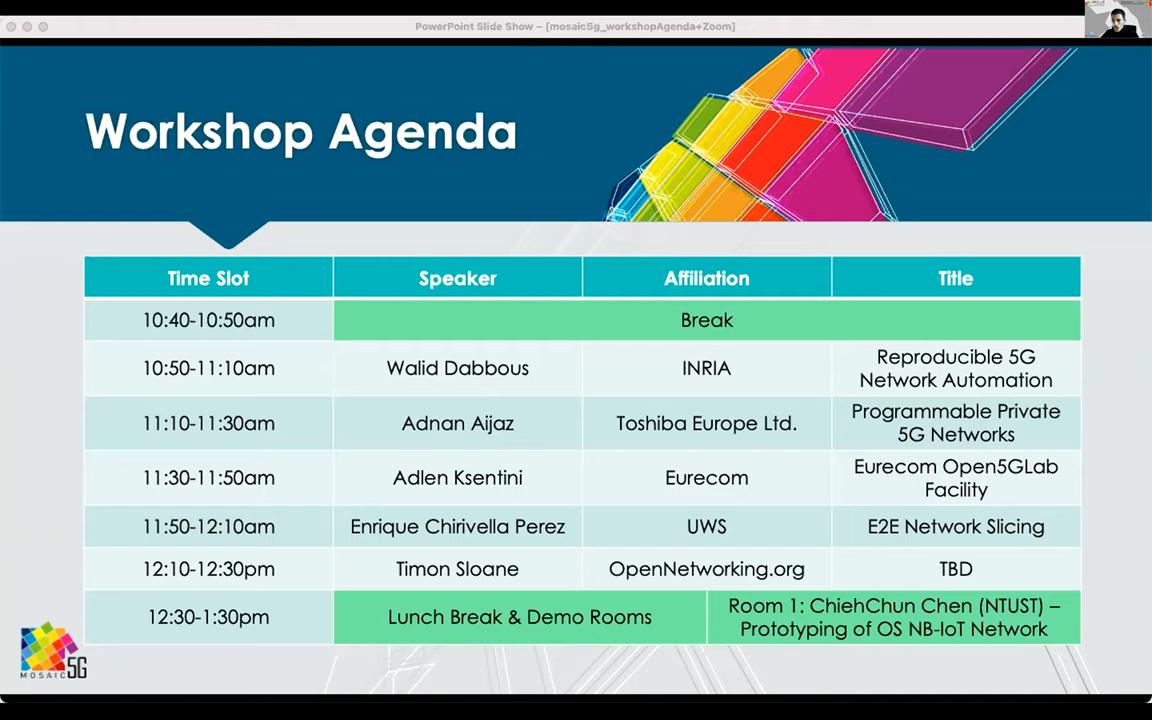 PowerPoint Slide Show – [mosaic5g_workshopAgenda+Zoom]
Workshop Agenda
Time Slot Speaker Affiliation Title
10:40-10:50am Break
10:50-11:10am Walid Dabbous INRIA Reproducible 5G
Network Automation
11:10-11:30am Adnan Aijaz Toshiba Europe Ltd. Programmable Private
5G Networks
11:30-11:50am Adlen Ksentini Eurecom Eurecom Open5GLab
Facility
11:50-12:10am Enrique Chirivella Perez UWS E2E Network Slicing
12:10-12:30pm Timon Sloane OpenNetworking.org TBD
12:30-1:30pm Lunch Break & Demo Rooms Room 1: ChiehChun Chen (NTUST) –
Prototyping of OS NB-IoT Network
MOSAIC5G